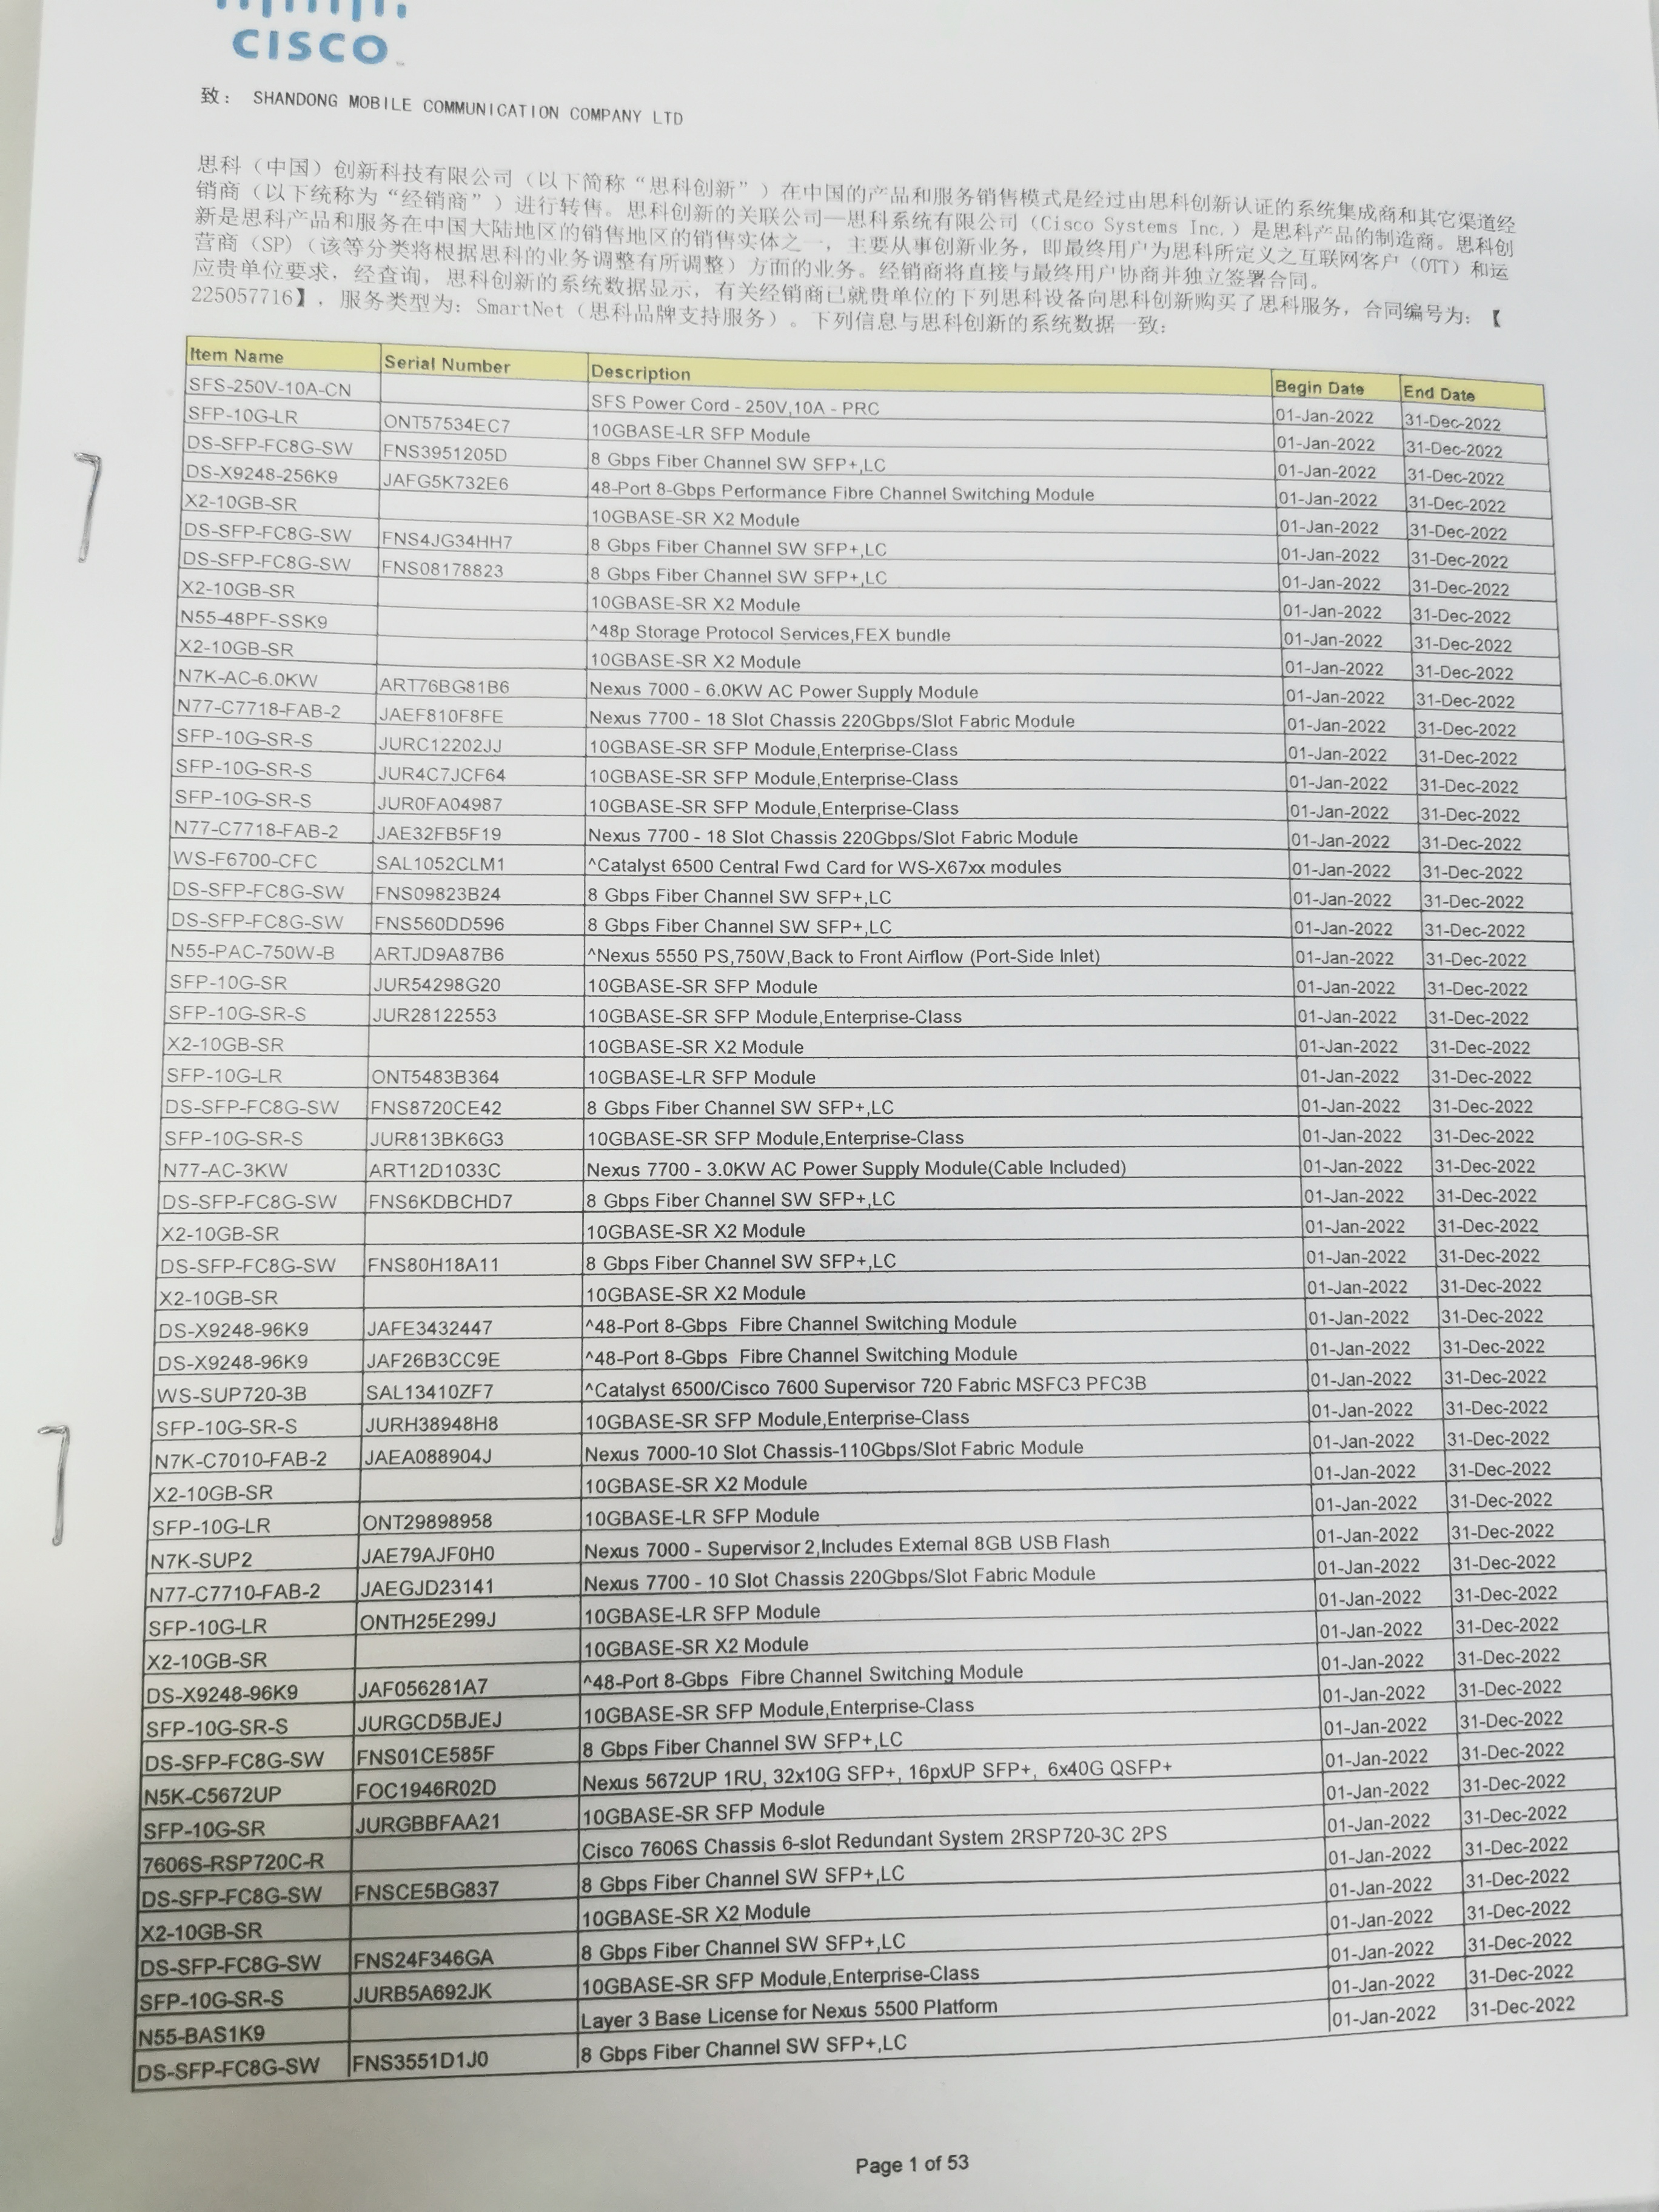 CISCO
致： SHANDONG MOBILE COMMUNICATION COMPANY LTD
思科（中国）创新科技有限公司（以下简称“思科创新”）在中国的产品和服务销售模式是经过由思科创新认证的系统集成商和其它渠道经
销商（以下统称为“经销商”）进行转售。思科创新的关联公司—思科系统有限公司（Cisco Systems Inc.）是思科产品的制造商。思科创
新是思科产品和服务在中国大陆地区的销售地区的销售实体之一，主要从事创新业务，即最终用户为思科所定义之互联网客户（OTT）和运
营商（SP)（该等分类将根据思科的业务调整有所调整）方面的业务。经销商将直接与最终用户协商并独立签署合同。
应贵单位要求，经查询，思科创新的系统数据显示，有关经销商已就贵单位的下列思科设备向思科创新购买了思科服务，合同编号为：【
225057716】，服务类型为：SmartNet（思科品牌支持服务）。下列信息与思科创新的系统数据一致：
Item Name Serial Number Description Begin Date End Date
SFS-250V-10A-CN SFS Power Cord - 250V,10A - PRC 01-Jan-2022 31-Dec-2022
SFP-10G-LR ONT57534EC7 10GBASE-LR SFP Module 01-Jan-2022 31-Dec-2022
DS-SFP-FC8G-SW FNS3951205D 8 Gbps Fiber Channel SW SFP+,LC 01-Jan-2022 31-Dec-2022
DS-X9248-256K9 JAFG5K732E6 48-Port 8-Gbps Performance Fibre Channel Switching Module 01-Jan-2022 31-Dec-2022
X2-10GB-SR 10GBASE-SR X2 Module 01-Jan-2022 31-Dec-2022
DS-SFP-FC8G-SW FNS4JG34HH7 8 Gbps Fiber Channel SW SFP+,LC 01-Jan-2022 31-Dec-2022
DS-SFP-FC8G-SW FNS08178823 8 Gbps Fiber Channel SW SFP+,LC 01-Jan-2022 31-Dec-2022
X2-10GB-SR 10GBASE-SR X2 Module 01-Jan-2022 31-Dec-2022
N55-48PF-SSK9 ^48p Storage Protocol Services,FEX bundle 01-Jan-2022 31-Dec-2022
X2-10GB-SR 10GBASE-SR X2 Module 01-Jan-2022 31-Dec-2022
N7K-AC-6.0KW ART76BG81B6 Nexus 7000 - 6.0KW AC Power Supply Module 01-Jan-2022 31-Dec-2022
N77-C7718-FAB-2 JAEF810F8FE Nexus 7700 - 18 Slot Chassis 220Gbps/Slot Fabric Module 01-Jan-2022 31-Dec-2022
SFP-10G-SR-S JURC12202JJ 10GBASE-SR SFP Module,Enterprise-Class 01-Jan-2022 31-Dec-2022
SFP-10G-SR-S JUR4C7JCF64 10GBASE-SR SFP Module,Enterprise-Class 01-Jan-2022 31-Dec-2022
SFP-10G-SR-S JUR0FA04987 10GBASE-SR SFP Module,Enterprise-Class 01-Jan-2022 31-Dec-2022
N77-C7718-FAB-2 JAE32FB5F19 Nexus 7700 - 18 Slot Chassis 220Gbps/Slot Fabric Module 01-Jan-2022 31-Dec-2022
WS-F6700-CFC SAL1052CLM1 ^Catalyst 6500 Central Fwd Card for WS-X67xx modules 01-Jan-2022 31-Dec-2022
DS-SFP-FC8G-SW FNS09823B24 8 Gbps Fiber Channel SW SFP+,LC 01-Jan-2022 31-Dec-2022
DS-SFP-FC8G-SW FNS560DD596 8 Gbps Fiber Channel SW SFP+,LC 01-Jan-2022 31-Dec-2022
N55-PAC-750W-B ARTJD9A87B6 ^Nexus 5550 PS,750W,Back to Front Airflow (Port-Side Inlet) 01-Jan-2022 31-Dec-2022
SFP-10G-SR JUR54298G20 10GBASE-SR SFP Module 01-Jan-2022 31-Dec-2022
SFP-10G-SR-S JUR28122553 10GBASE-SR SFP Module,Enterprise-Class 01-Jan-2022 31-Dec-2022
X2-10GB-SR 10GBASE-SR X2 Module 01-Jan-2022 31-Dec-2022
SFP-10G-LR ONT5483B364 10GBASE-LR SFP Module 01-Jan-2022 31-Dec-2022
DS-SFP-FC8G-SW FNS8720CE42 8 Gbps Fiber Channel SW SFP+,LC 01-Jan-2022 31-Dec-2022
SFP-10G-SR-S JUR813BK6G3 10GBASE-SR SFP Module,Enterprise-Class 01-Jan-2022 31-Dec-2022
N77-AC-3KW ART12D1033C Nexus 7700 - 3.0KW AC Power Supply Module(Cable Included) 01-Jan-2022 31-Dec-2022
DS-SFP-FC8G-SW FNS6KDBCHD7 8 Gbps Fiber Channel SW SFP+,LC 01-Jan-2022 31-Dec-2022
X2-10GB-SR 10GBASE-SR X2 Module 01-Jan-2022 31-Dec-2022
DS-SFP-FC8G-SW FNS80H18A11 8 Gbps Fiber Channel SW SFP+,LC 01-Jan-2022 31-Dec-2022
X2-10GB-SR 10GBASE-SR X2 Module 01-Jan-2022 31-Dec-2022
DS-X9248-96K9 JAFE3432447 ^48-Port 8-Gbps Fibre Channel Switching Module 01-Jan-2022 31-Dec-2022
DS-X9248-96K9 JAF26B3CC9E ^48-Port 8-Gbps Fibre Channel Switching Module 01-Jan-2022 31-Dec-2022
WS-SUP720-3B SAL13410ZF7 ^Catalyst 6500/Cisco 7600 Supervisor 720 Fabric MSFC3 PFC3B 01-Jan-2022 31-Dec-2022
SFP-10G-SR-S JURH38948H8 10GBASE-SR SFP Module,Enterprise-Class 01-Jan-2022 31-Dec-2022
N7K-C7010-FAB-2 JAEA088904J Nexus 7000-10 Slot Chassis-110Gbps/Slot Fabric Module 01-Jan-2022 31-Dec-2022
X2-10GB-SR 10GBASE-SR X2 Module 01-Jan-2022 31-Dec-2022
SFP-10G-LR ONT29898958 10GBASE-LR SFP Module 01-Jan-2022 31-Dec-2022
N7K-SUP2 JAE79AJF0H0 Nexus 7000 - Supervisor 2,Includes External 8GB USB Flash 01-Jan-2022 31-Dec-2022
N77-C7710-FAB-2 JAEGJD23141 Nexus 7700 - 10 Slot Chassis 220Gbps/Slot Fabric Module 01-Jan-2022 31-Dec-2022
SFP-10G-LR ONTH25E299J 10GBASE-LR SFP Module 01-Jan-2022 31-Dec-2022
X2-10GB-SR 10GBASE-SR X2 Module 01-Jan-2022 31-Dec-2022
DS-X9248-96K9 JAF056281A7 ^48-Port 8-Gbps Fibre Channel Switching Module 01-Jan-2022 31-Dec-2022
SFP-10G-SR-S JURGCD5BJEJ 10GBASE-SR SFP Module,Enterprise-Class 01-Jan-2022 31-Dec-2022
DS-SFP-FC8G-SW FNS01CE585F 8 Gbps Fiber Channel SW SFP+,LC 01-Jan-2022 31-Dec-2022
N5K-C5672UP FOC1946R02D Nexus 5672UP 1RU, 32x10G SFP+, 16pxUP SFP+, 6x40G QSFP+ 01-Jan-2022 31-Dec-2022
SFP-10G-SR JURGBBFAA21 10GBASE-SR SFP Module 01-Jan-2022 31-Dec-2022
7606S-RSP720C-R Cisco 7606S Chassis 6-slot Redundant System 2RSP720-3C 2PS 01-Jan-2022 31-Dec-2022
DS-SFP-FC8G-SW FNSCE5BG837 8 Gbps Fiber Channel SW SFP+,LC 01-Jan-2022 31-Dec-2022
X2-10GB-SR 10GBASE-SR X2 Module 01-Jan-2022 31-Dec-2022
DS-SFP-FC8G-SW FNS24F346GA 8 Gbps Fiber Channel SW SFP+,LC 01-Jan-2022 31-Dec-2022
SFP-10G-SR-S JURB5A692JK 10GBASE-SR SFP Module,Enterprise-Class 01-Jan-2022 31-Dec-2022
N55-BAS1K9 Layer 3 Base License for Nexus 5500 Platform 01-Jan-2022 31-Dec-2022
DS-SFP-FC8G-SW FNS3551D1J0 8 Gbps Fiber Channel SW SFP+,LC 01-Jan-2022 31-Dec-2022
Page 1 of 53